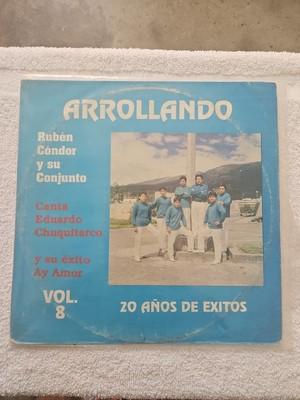 ARROLLANDO
Rubén
Cóndor
y su
Conjunto
Canta
Eduardo
Chuquitarco
y su éxito
Ay Amor
VOL.
8
20 AÑOS DE EXITOS